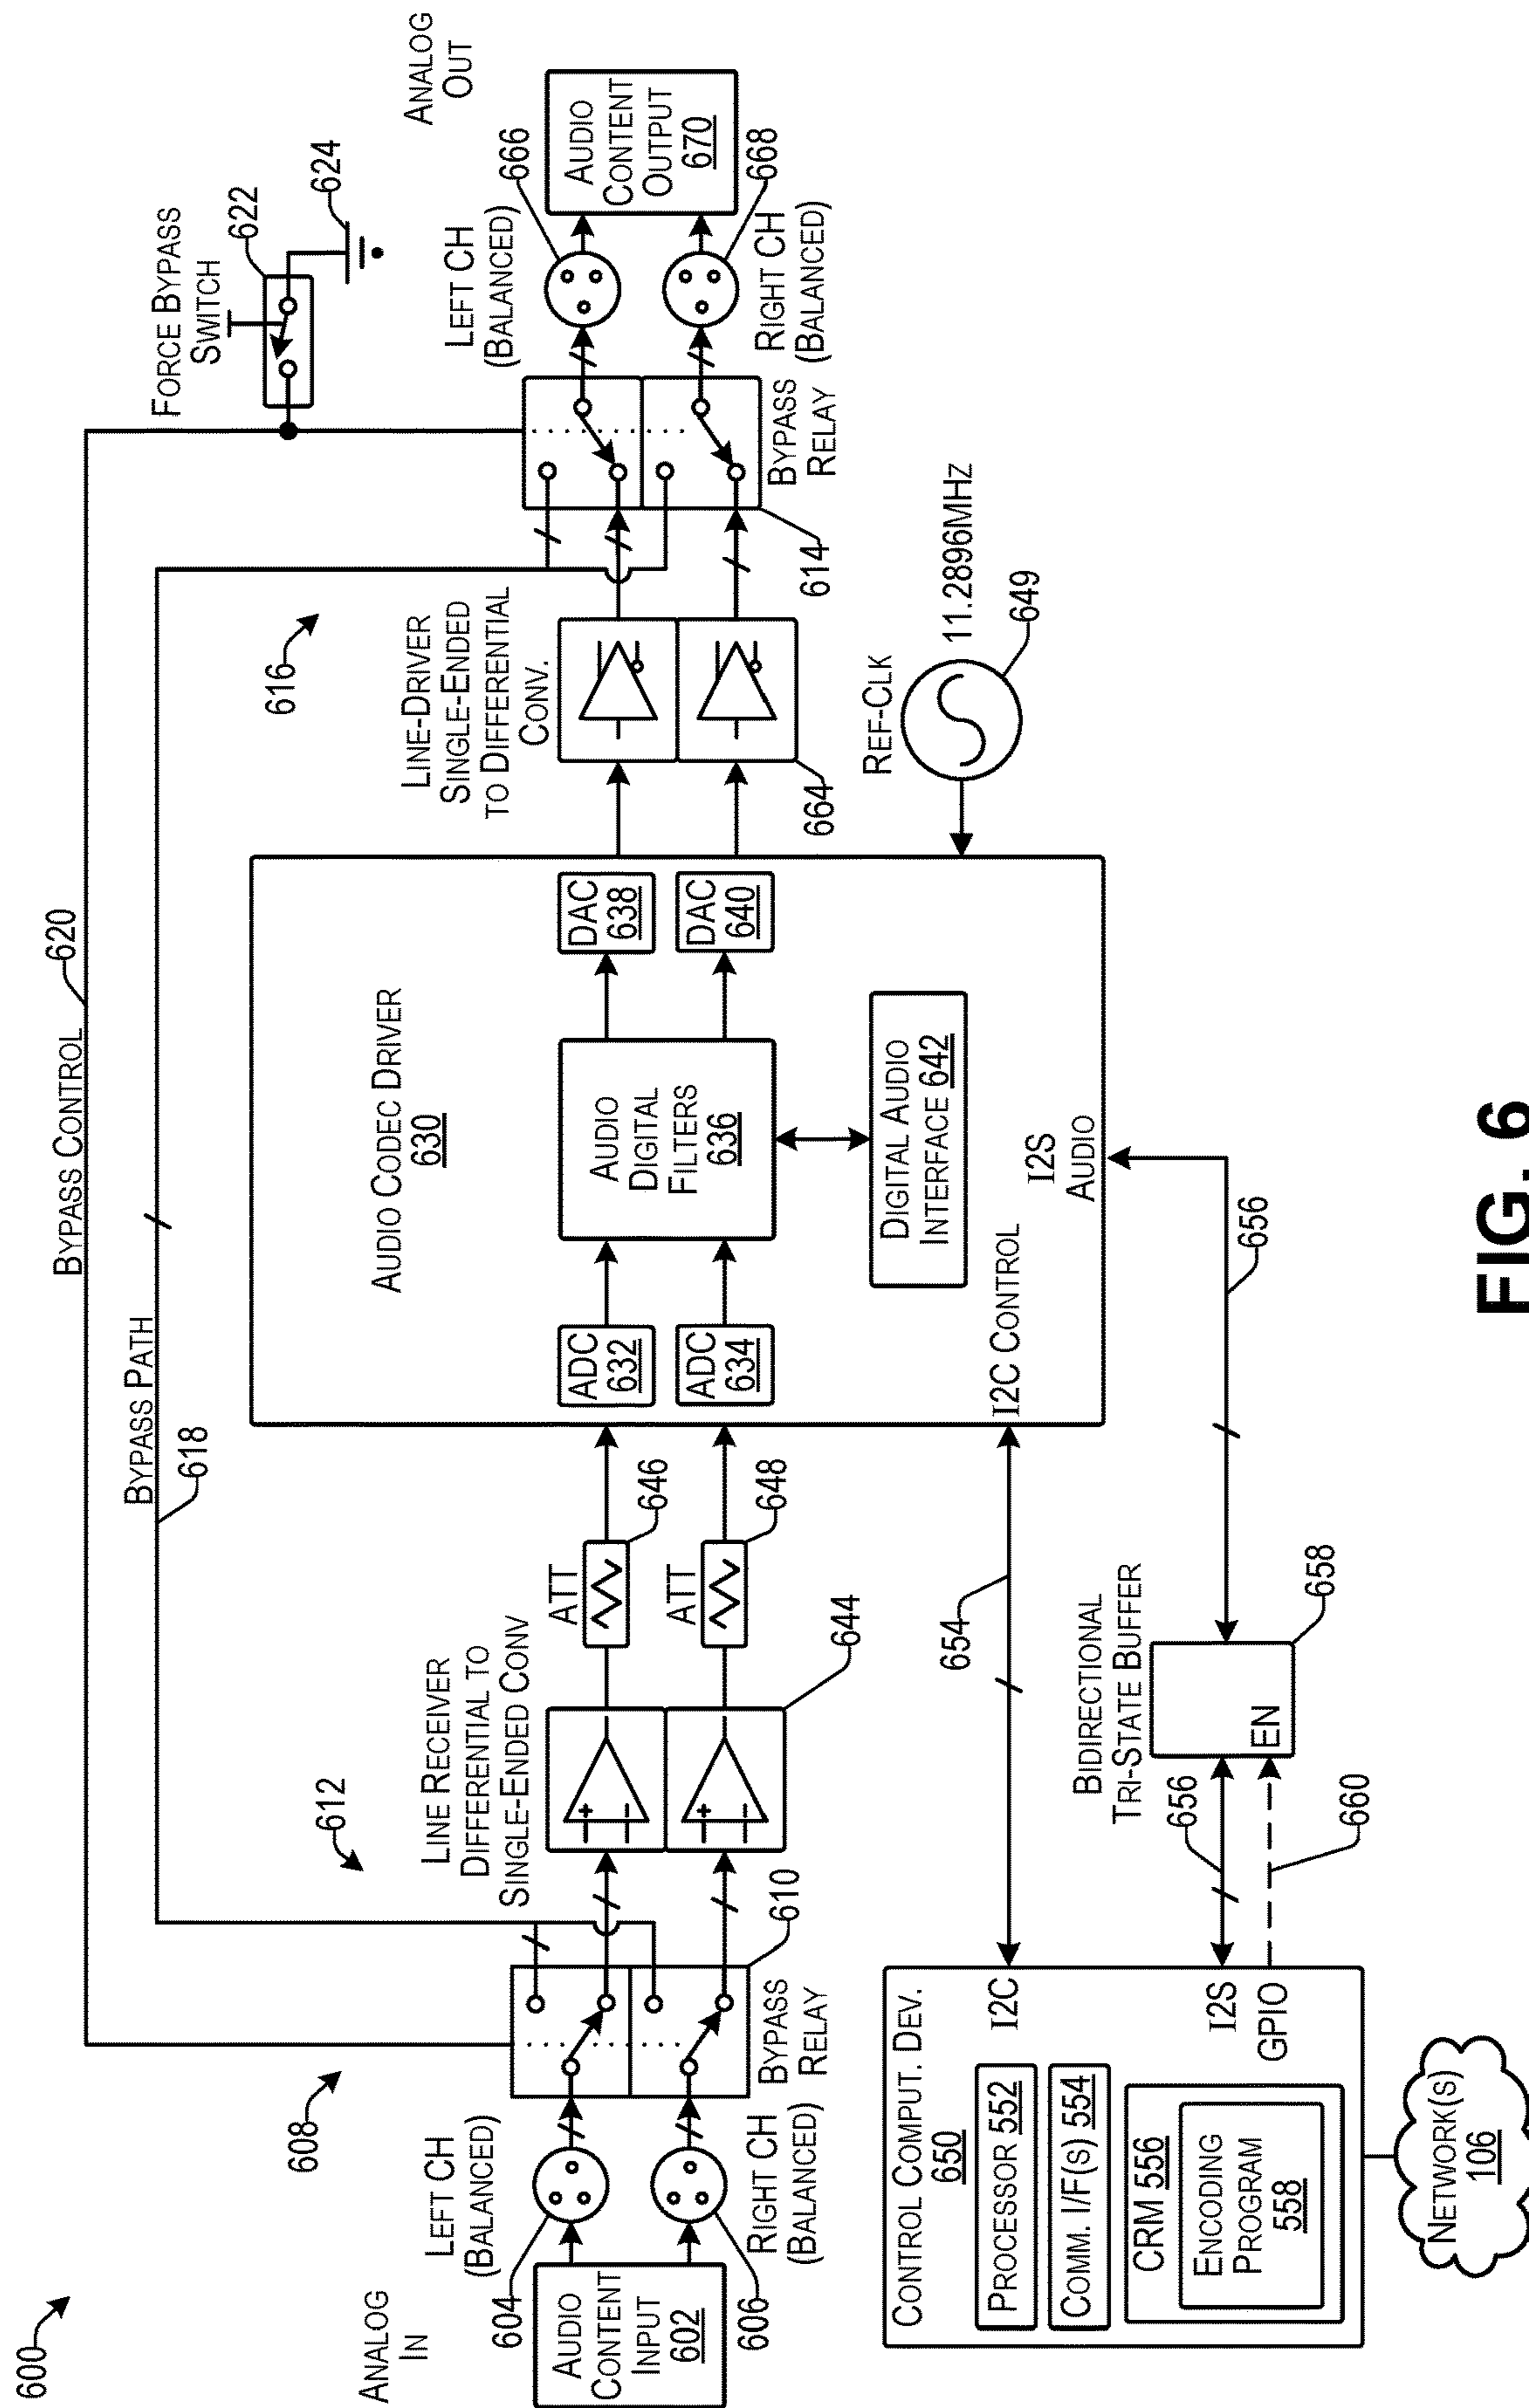 600
ANALOG
IN
AUDIO
CONTENT
INPUT
602
604
606
LEFT CH
(BALANCED)
RIGHT CH
(BALANCED)
608
BYPASS
RELAY
610
612
LINE RECEIVER
DIFFERENTIAL TO
SINGLE-ENDED CONV
644
ATT
646
ATT
648
BYPASS PATH
618
BYPASS CONTROL
620
AUDIO CODEC DRIVER
630
ADC
632
ADC
634
AUDIO
DIGITAL
FILTERS
636
DAC
638
DAC
640
DIGITAL AUDIO
INTERFACE 642
I2C CONTROL
I2S
AUDIO
LINE-DRIVER
SINGLE-ENDED
TO DIFFERENTIAL
CONV.
664
616
REF-CLK
11.2896MHZ
649
614
BYPASS
RELAY
FORCE BYPASS
SWITCH
622
624
LEFT CH
(BALANCED)
666
RIGHT CH
(BALANCED)
668
ANALOG
OUT
AUDIO
CONTENT
OUTPUT
670
CONTROL COMPUT. DEV.
650
PROCESSOR 552
COMM. I/F(S) 554
CRM 556
ENCODING
PROGRAM
558
I2C
I2S
GPIO
NETWORK(S)
106
654
656
660
BIDIRECTIONAL
TRI-STATE BUFFER
EN
658
656
FIG. 6